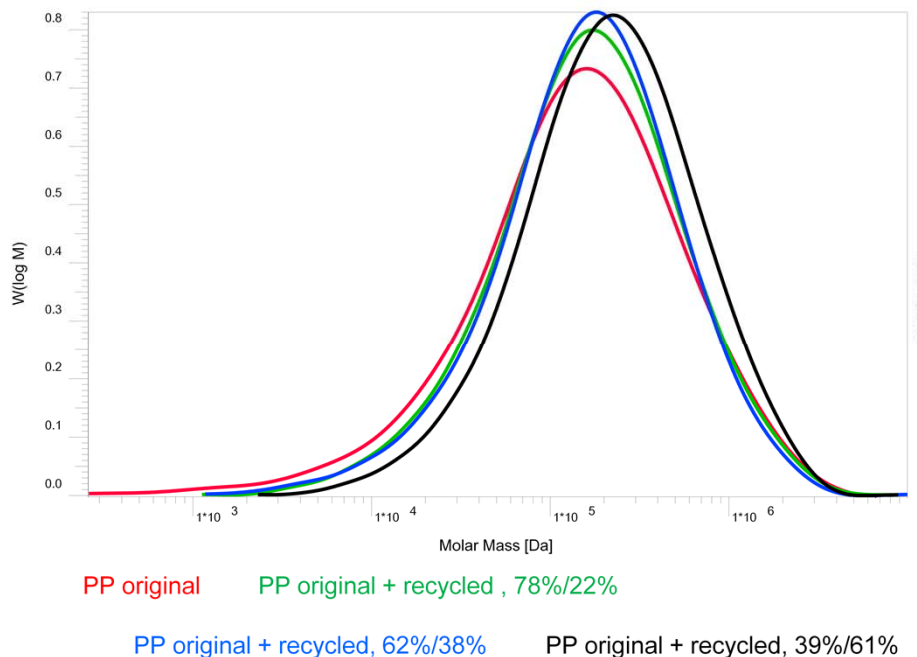 0.8
0.7
0.6
0.5
0.4
0.3
0.2
0.1
0.0
W(log M)
1*10 3
1*10 4
1*10 5
1*10 6
Molar Mass [Da]
PP original
PP original + recycled , 78%/22%
PP original + recycled, 62%/38%
PP original + recycled, 39%/61%